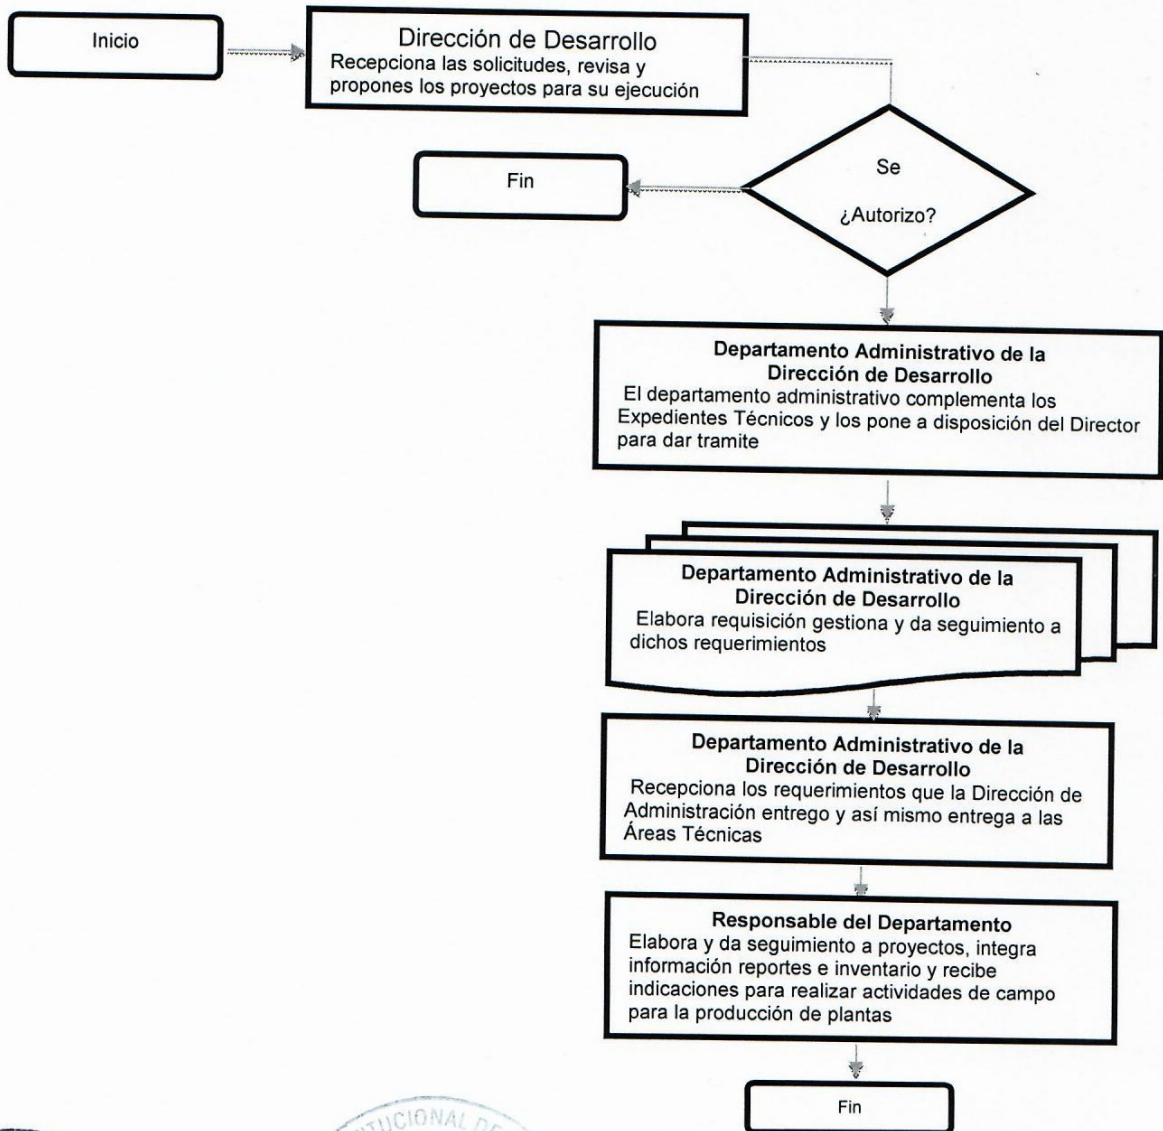 Inicio
Dirección de Desarrollo
Recepciona las solicitudes, revisa y
propones los proyectos para su ejecución
Fin
Se
¿Autorizo?
Departamento Administrativo de la
Dirección de Desarrollo
El departamento administrativo complementa los
Expedientes Técnicos y los pone a disposición del Director
para dar tramite
Departamento Administrativo de la
Dirección de Desarrollo
Elabora requisición gestiona y da seguimiento a
dichos requerimientos
Departamento Administrativo de la
Dirección de Desarrollo
Recepciona los requerimientos que la Dirección de
Administración entrego y así mismo entrega a las
Áreas Técnicas
Responsable del Departamento
Elabora y da seguimiento a proyectos, integra
información reportes e inventario y recibe
indicaciones para realizar actividades de campo
para la producción de plantas
Fin